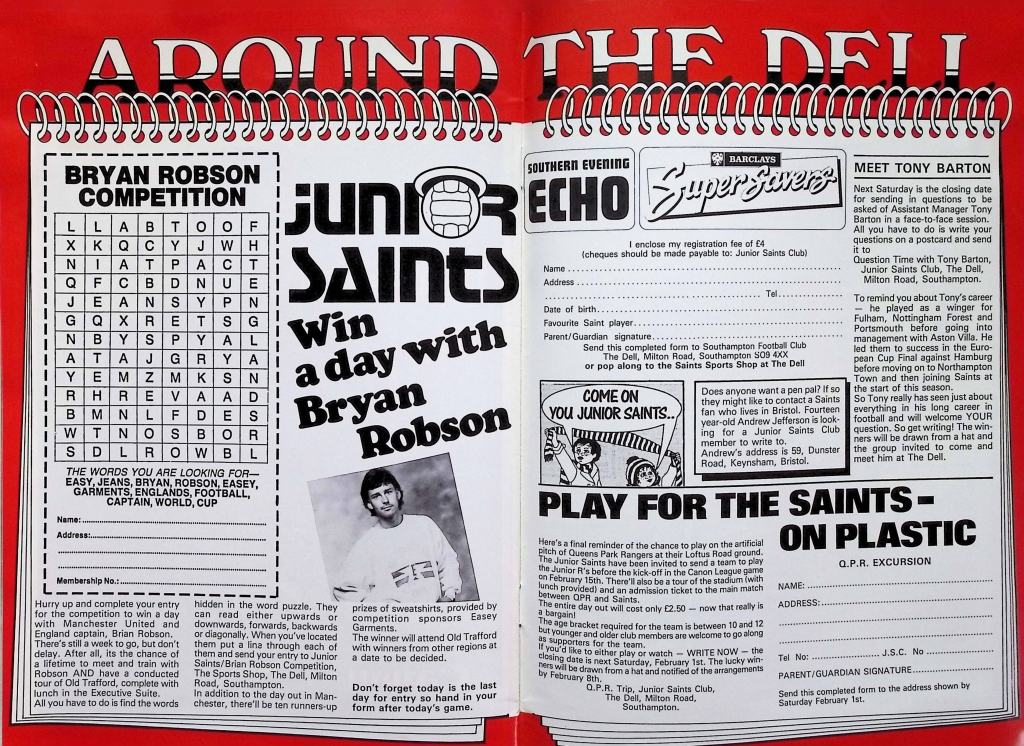 AROUND THE DELL
BRYAN ROBSON
COMPETITION
L L A B T O O F
X K Q C Y J W H
N I A T P A C T
Q F C B D N U E
J E A N S Y P N
G Q X R E T S G
N B Y S P Y A L
A T A J G R Y A
Y E M Z M K S N
R H R E V A A D
B M N L F D E S
W T N O S B O R
S D L R O W B L
THE WORDS YOU ARE LOOKING FOR—
EASY, JEANS, BRYAN, ROBSON, EASEY,
GARMENTS, ENGLANDS, FOOTBALL,
CAPTAIN, WORLD, CUP
Name:
Address:
Membership No.:
JUNIOR
SAINTS
Win
a day with
Bryan
Robson
Hurry up and complete your entry
for the competition to win a day
with Manchester United and
England captain, Brian Robson.
There's still a week to go, but don't
delay. After all, its the chance of
a lifetime to meet and train with
Robson AND have a conducted
tour of Old Trafford, complete with
lunch in the Executive Suite.
All you have to do is find the words
hidden in the word puzzle. They
can read either upwards or
downwards, forwards, backwards
or diagonally. When you've located
them put a lina through each of
them and send your entry to Junior
Saints/Brian Robson Competition,
The Sports Shop, The Dell, Milton
Road, Southampton.
In addition to the day out in Man-
chester, there'll be ten runners-up
prizes of sweatshirts, provided by
competition sponsors Easey
Garments.
The winner will attend Old Trafford
with winners from other regions at
a date to be decided.
Don't forget today is the last
day for entry so hand in your
form after today's game.
SOUTHERN EVENING
ECHO
BARCLAYS
Super Savers
I enclose my registration fee of £4
(cheques should be made payable to: Junior Saints Club)
Name
Address
Tel
Date of birth
Favourite Saint player
Parent/Guardian signature
Send this completed form to Southampton Football Club
The Dell, Milton Road, Southampton SO9 4XX
or pop along to the Saints Sports Shop at The Dell
COME ON
YOU JUNIOR SAINTS..
Does anyone want a pen pal? If so
they might like to contact a Saints
fan who lives in Bristol. Fourteen
year-old Andrew Jefferson is look-
ing for a Junior Saints Club
member to write to.
Andrew's address is 59, Dunster
Road, Keynsham, Bristol.
MEET TONY BARTON
Next Saturday is the closing date
for sending in questions to be
asked of Assistant Manager Tony
Barton in a face-to-face session.
All you have to do is write your
questions on a postcard and send
it to
Question Time with Tony Barton,
Junior Saints Club, The Dell,
Milton Road, Southampton.
To remind you about Tony's career
— he played as a winger for
Fulham, Nottingham Forest and
Portsmouth before going into
management with Aston Villa. He
led them to success in the Euro-
pean Cup Final against Hamburg
before moving on to Northampton
Town and then joining Saints at
the start of this season.
So Tony really has seen just about
everything in his long career in
football and will welcome YOUR
question. So get writing! The win-
ners will be drawn from a hat and
the group invited to come and
meet him at The Dell.
PLAY FOR THE SAINTS–
ON PLASTIC
Here's a final reminder of the chance to play on the artificial
pitch of Queens Park Rangers at their Loftus Road ground.
The Junior Saints have been invited to send a team to play
the Junior R's before the kick-off in the Canon League game
on February 15th. There'll also be a tour of the stadium (with
lunch provided) and an admission ticket to the main match
between QPR and Saints.
The entire day out will cost only £2.50 — now that really is
a bargain!
The age bracket required for the team is between 10 and 12
but younger and older club members are welcome to go along
as supporters for the team.
If you'd like to either play or watch — WRITE NOW — the
closing date is next Saturday, February 1st. The lucky win-
ners will be drawn from a hat and notified of the arrangements
by February 8th.
Q.P.R. Trip, Junior Saints Club,
The Dell, Milton Road,
Southampton.
Q.P.R. EXCURSION
NAME:
ADDRESS:
Tel No: J.S.C. No
PARENT/GUARDIAN SIGNATURE
Send this completed form to the address shown by
Saturday February 1st.